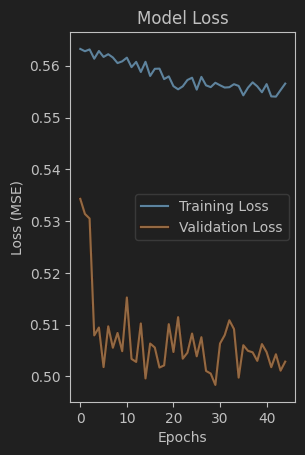 Model Loss
Loss (MSE)
0.56
0.55
0.54
0.53
0.52
0.51
0.50
Training Loss
Validation Loss
0
10
20
30
40
Epochs